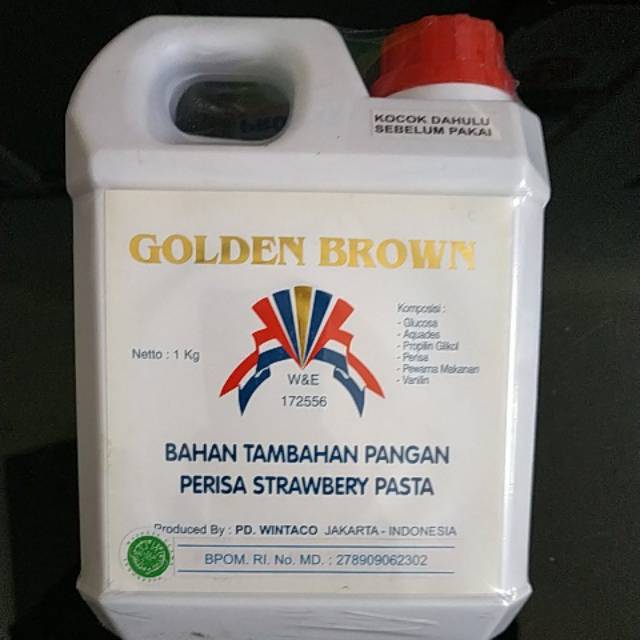 KOCOK DAHULU
SEBELUM PAKAI
GOLDEN BROWN
Komposisi :
- Glucosa
- Aquades
- Propilin Glikol
- Perisa
- Pewarna Makanan
- Vanilin
Netto : 1 Kg
W&E
172556
BAHAN TAMBAHAN PANGAN
PERISA STRAWBERY PASTA
Produced By : PD. WINTACO JAKARTA - INDONESIA
BPOM. RI. No. MD. : 278909062302